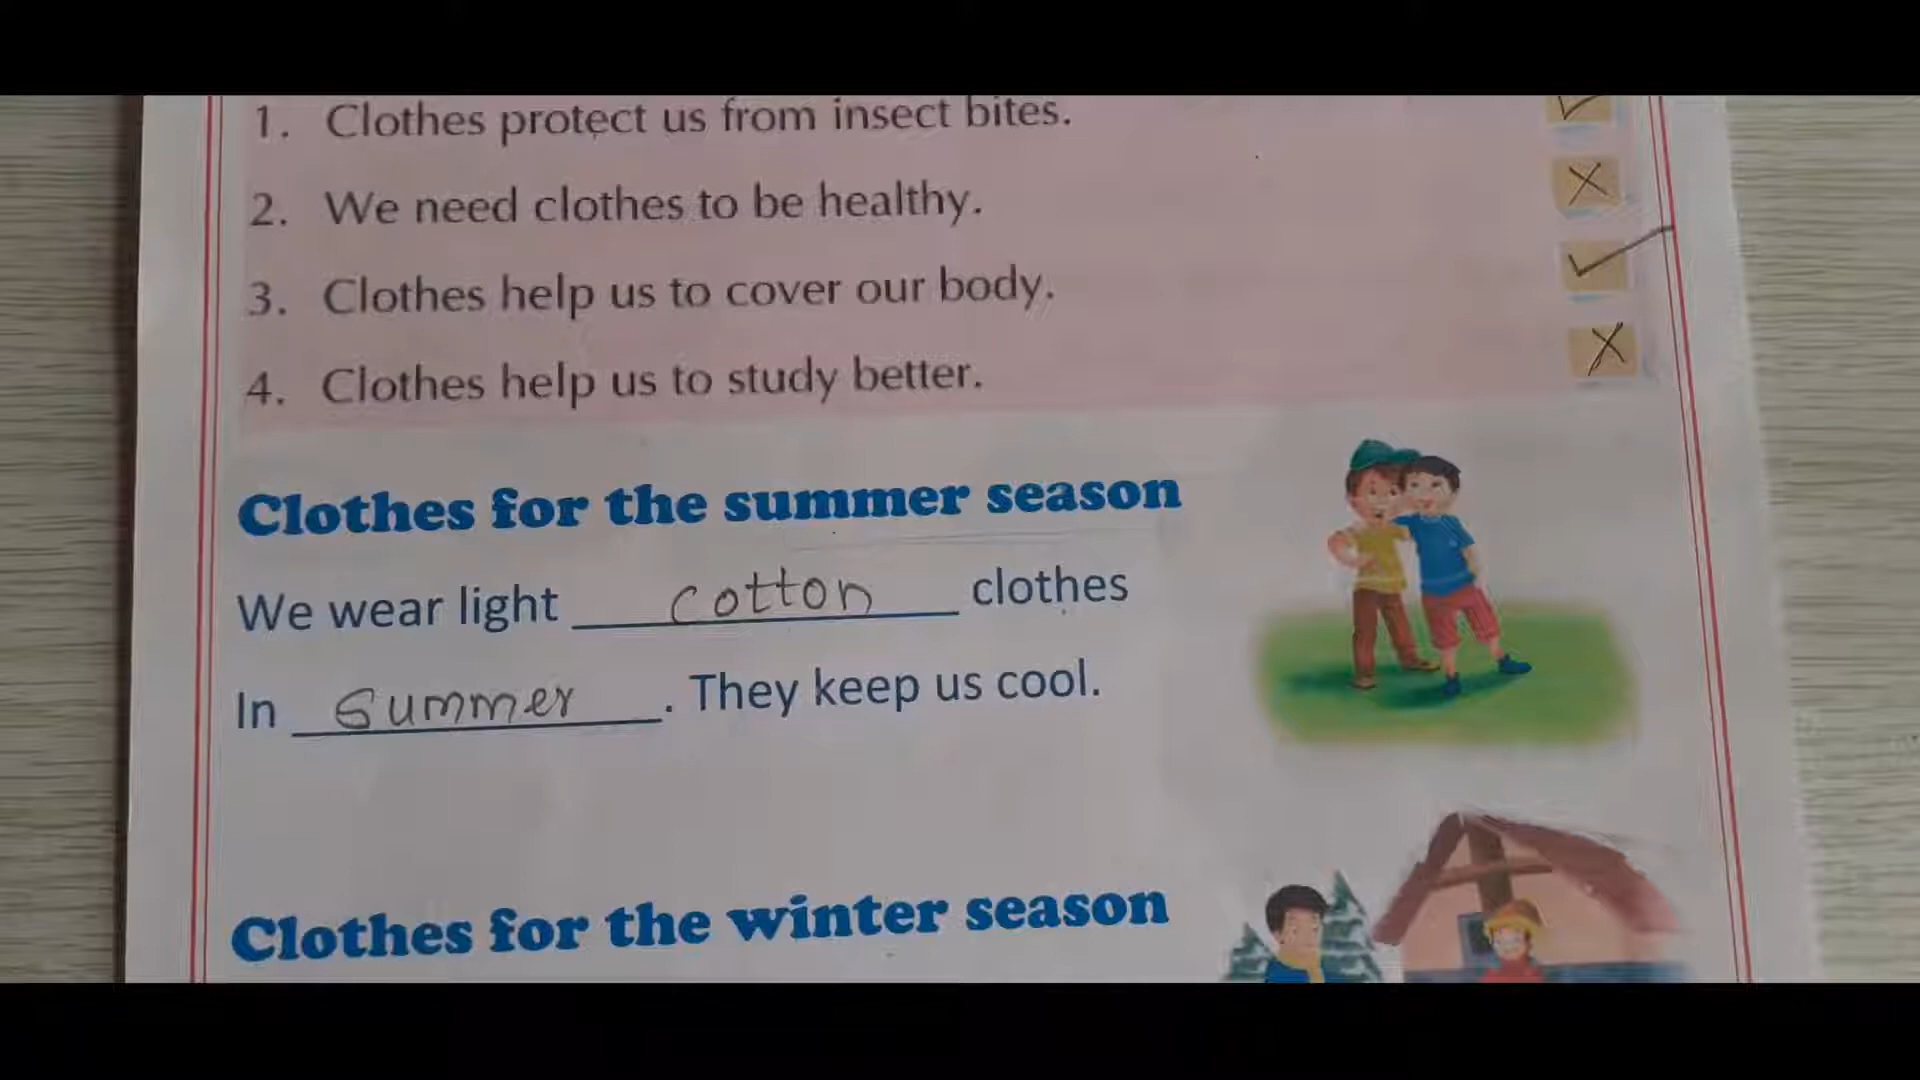 1. Clothes protect us from insect bites. ✓
2. We need clothes to be healthy. ✗
3. Clothes help us to cover our body. ✓
4. Clothes help us to study better. ✗
Clothes for the summer season
We wear light cotton clothes
In summer. They keep us cool.
Clothes for the winter season